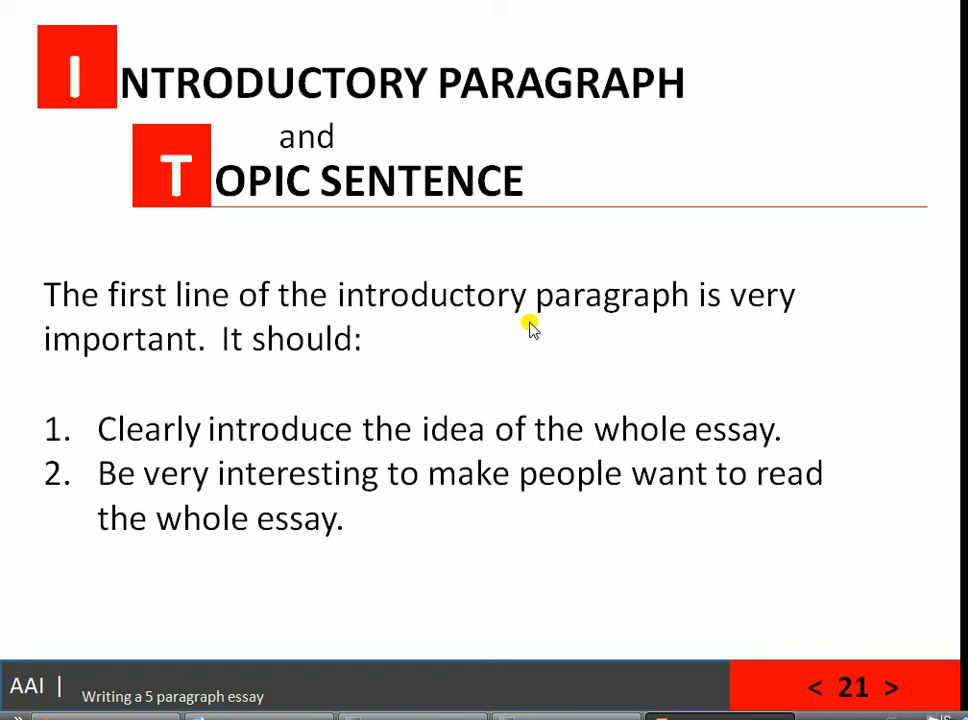 INTRODUCTORY PARAGRAPH
and
TOPIC SENTENCE
The first line of the introductory paragraph is very
important. It should:
1. Clearly introduce the idea of the whole essay.
2. Be very interesting to make people want to read
the whole essay.
AAI | Writing a 5 paragraph essay
< 21 >